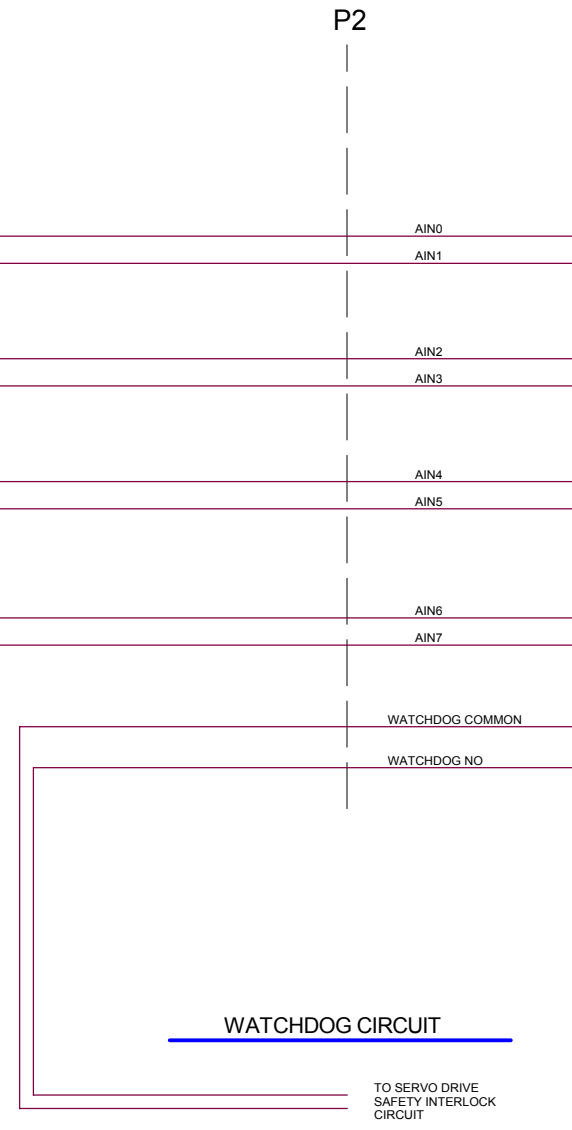 P2
AIN0
AIN1
AIN2
AIN3
AIN4
AIN5
AIN6
AIN7
WATCHDOG COMMON
WATCHDOG NO
WATCHDOG CIRCUIT
TO SERVO DRIVE
SAFETY INTERLOCK
CIRCUIT